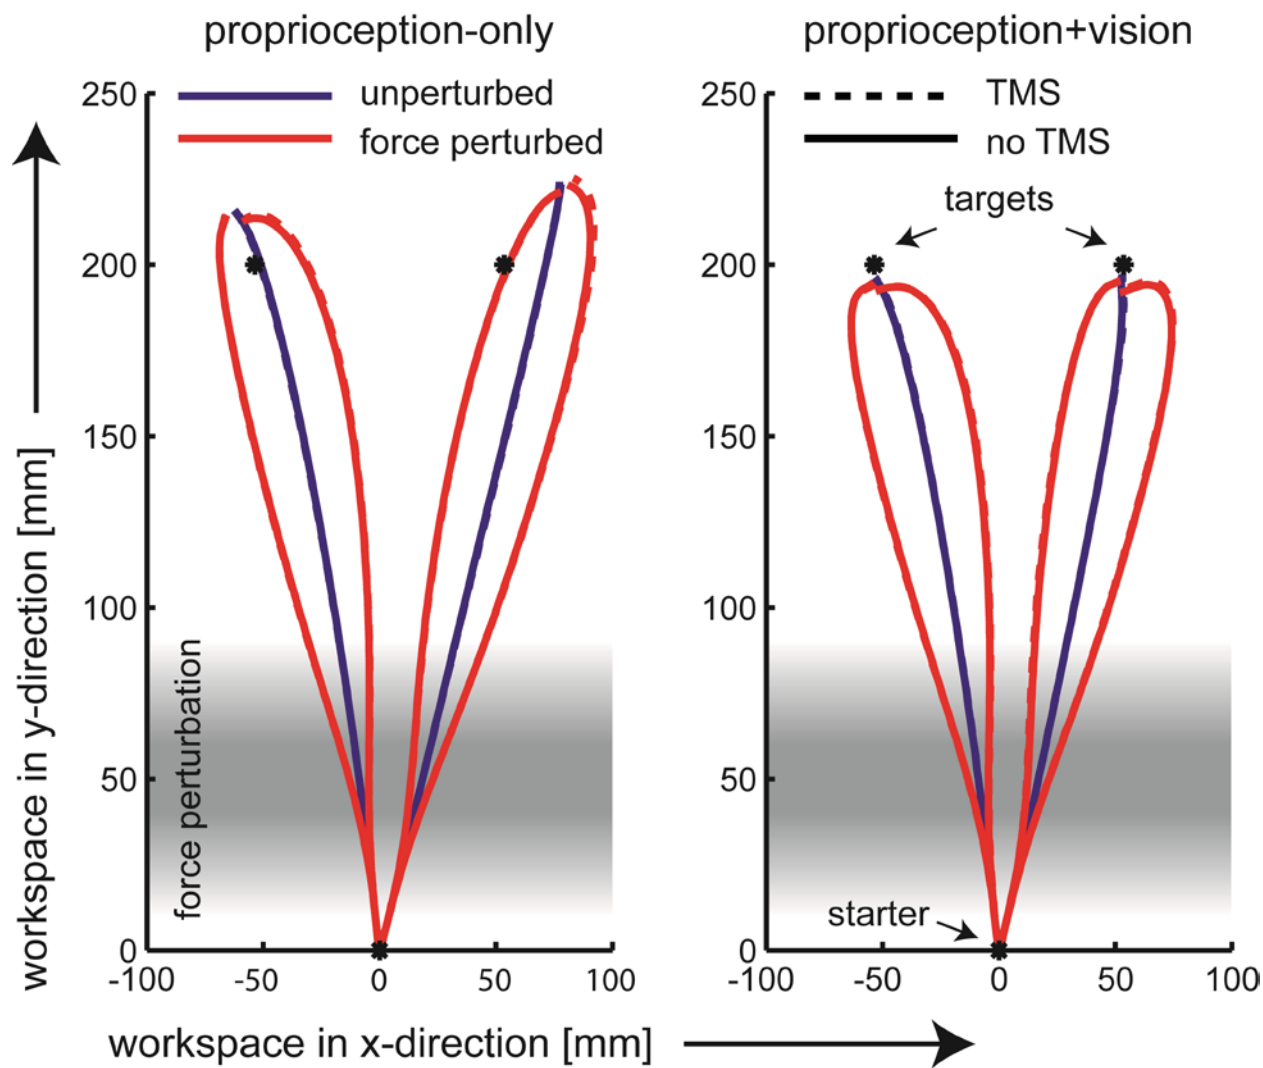 proprioception-only
proprioception+vision
250
unperturbed
force perturbed
200
150
100
50
0
force perturbation
-100
-50
0
50
100
250
TMS
no TMS
targets
200
150
100
50
0
starter
-100
-50
0
50
100
workspace in y-direction [mm]
workspace in x-direction [mm]